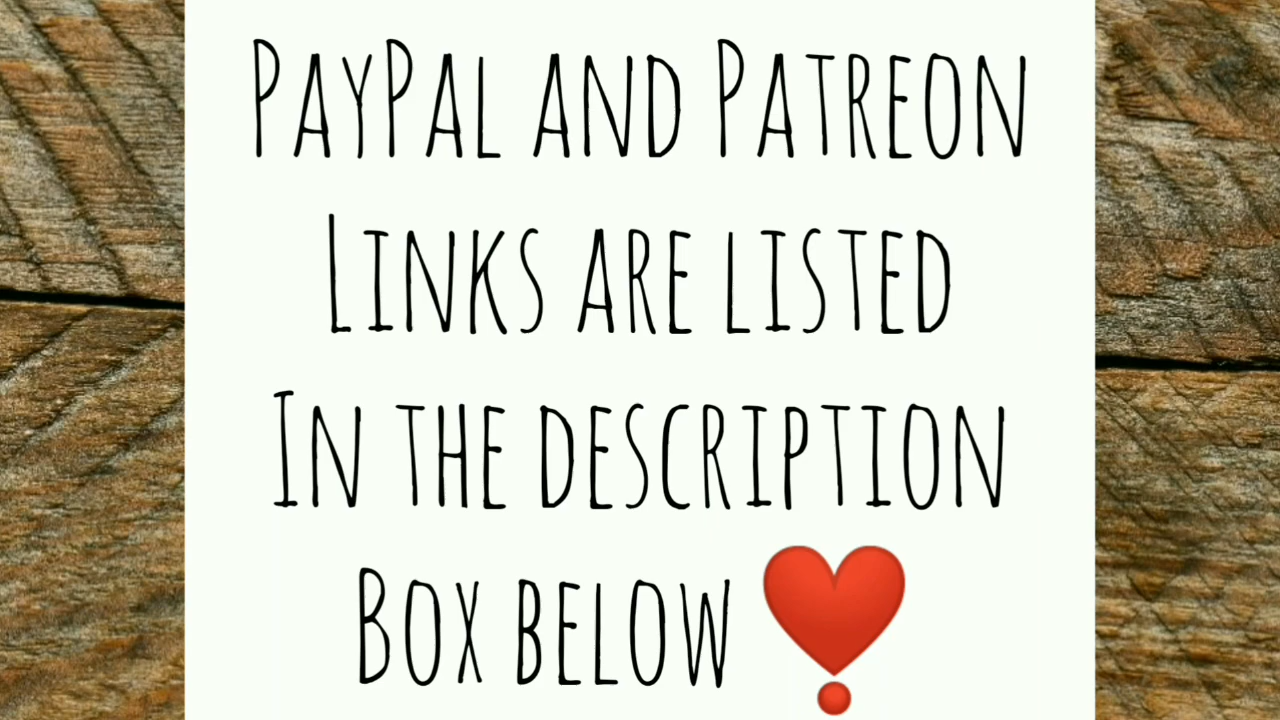 PayPal and Patreon
Links are listed
In the description
Box below ❣